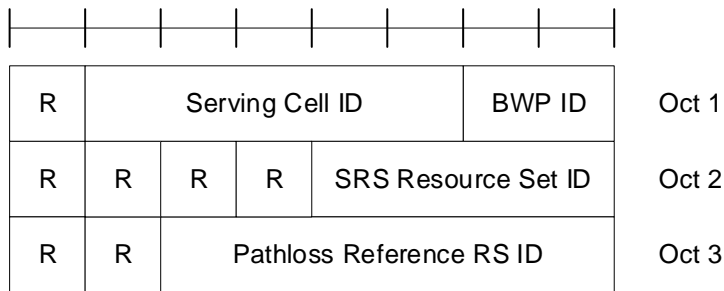 R Serving Cell ID BWP ID Oct 1
R R R R SRS Resource Set ID Oct 2
R R Pathloss Reference RS ID Oct 3